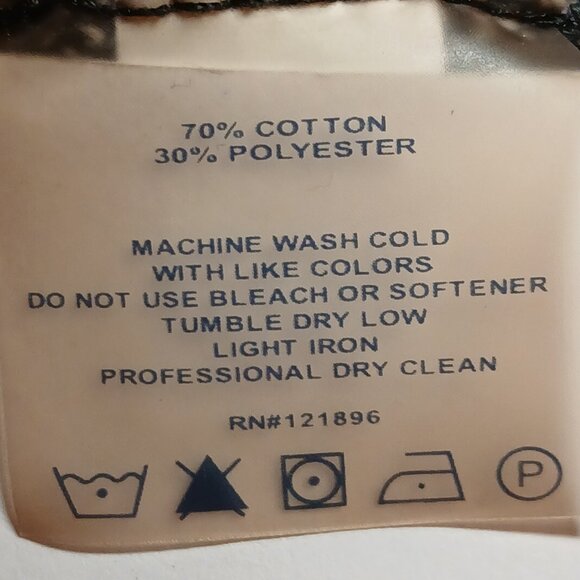 70% COTTON
30% POLYESTER
MACHINE WASH COLD
WITH LIKE COLORS
DO NOT USE BLEACH OR SOFTENER
TUMBLE DRY LOW
LIGHT IRON
PROFESSIONAL DRY CLEAN
RN#121896
P